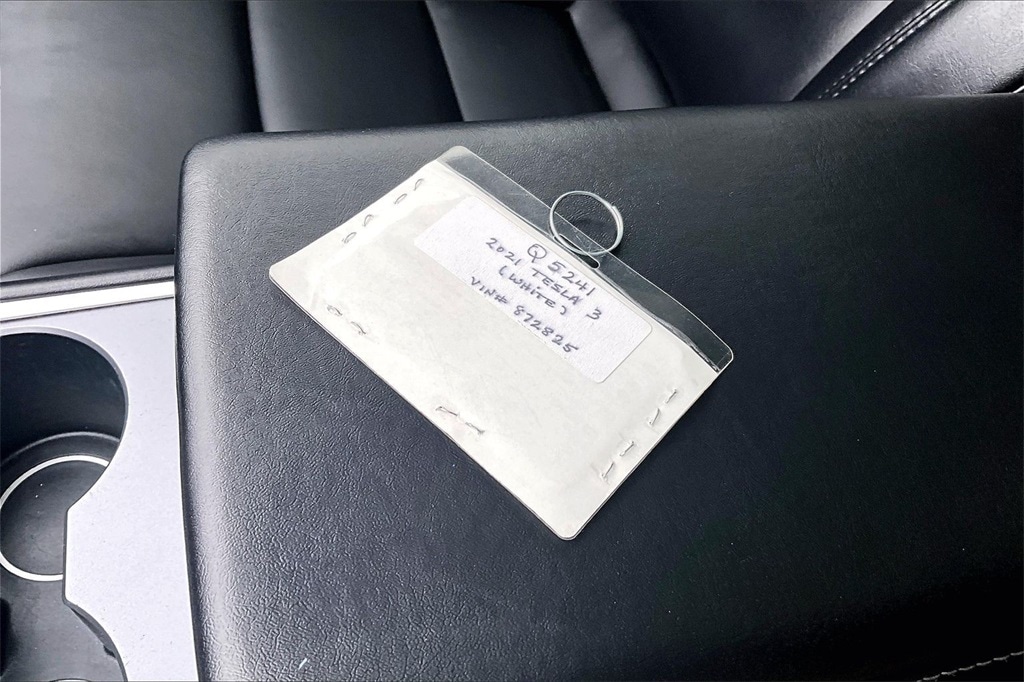 Q5241
2021 TESLA 3
(WHITE)
VIN# 872825